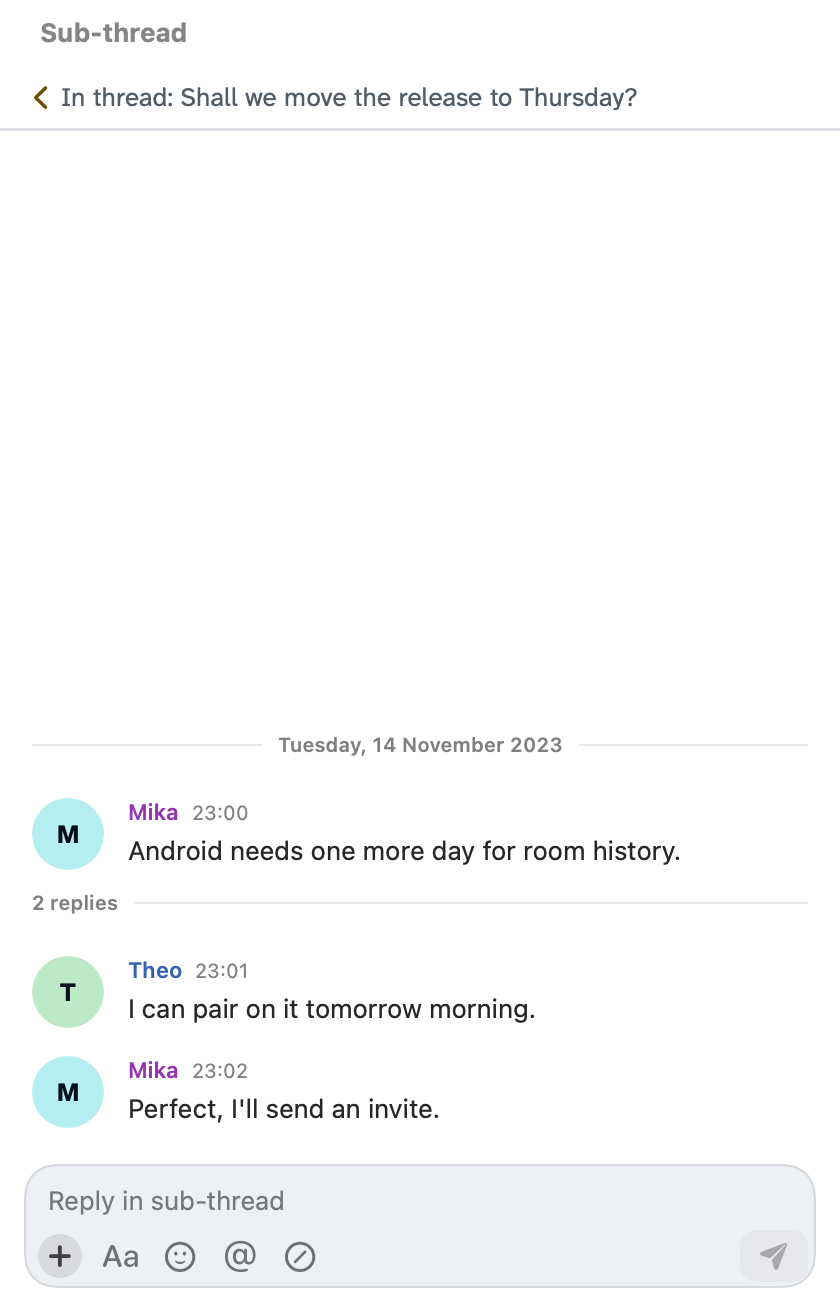 Sub-thread
In thread: Shall we move the release to Thursday?
Tuesday, 14 November 2023
M
Mika 23:00
Android needs one more day for room history.
2 replies
T
Theo 23:01
I can pair on it tomorrow morning.
M
Mika 23:02
Perfect, I'll send an invite.
Reply in sub-thread
Aa @